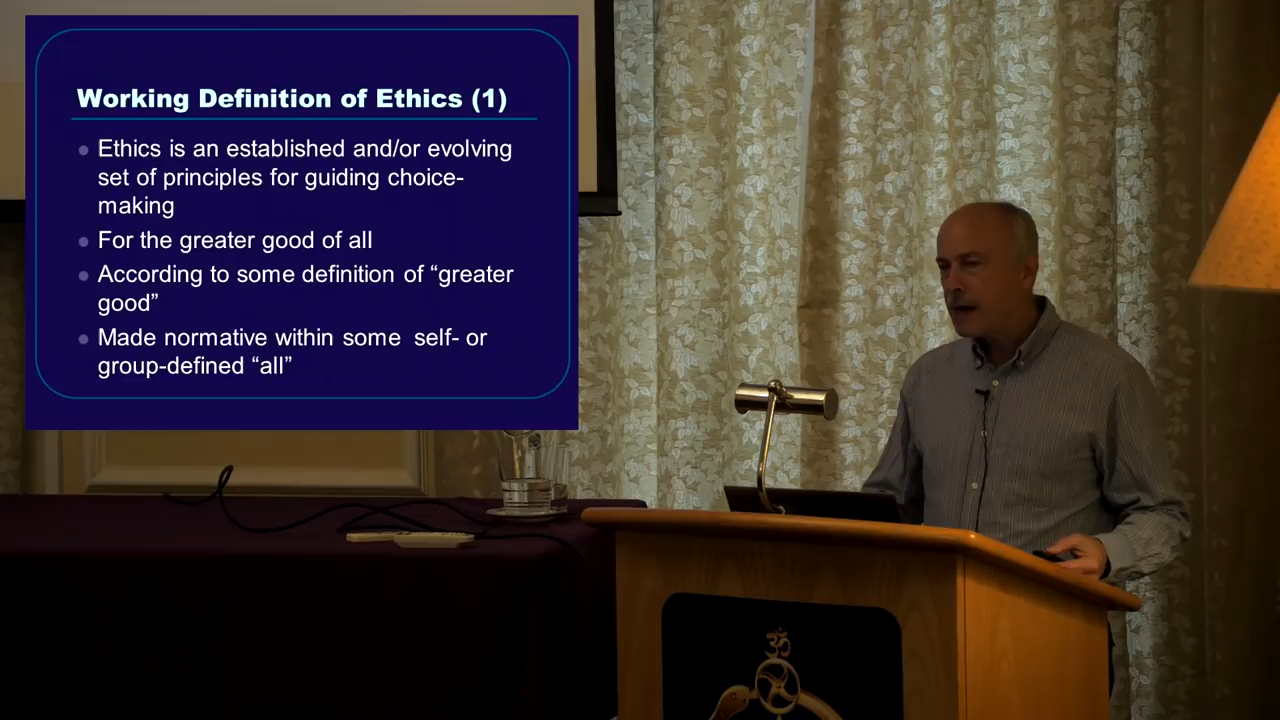 Working Definition of Ethics (1)
Ethics is an established and/or evolving
set of principles for guiding choice-
making
For the greater good of all
According to some definition of “greater
good”
Made normative within some self- or
group-defined “all”
ॐ